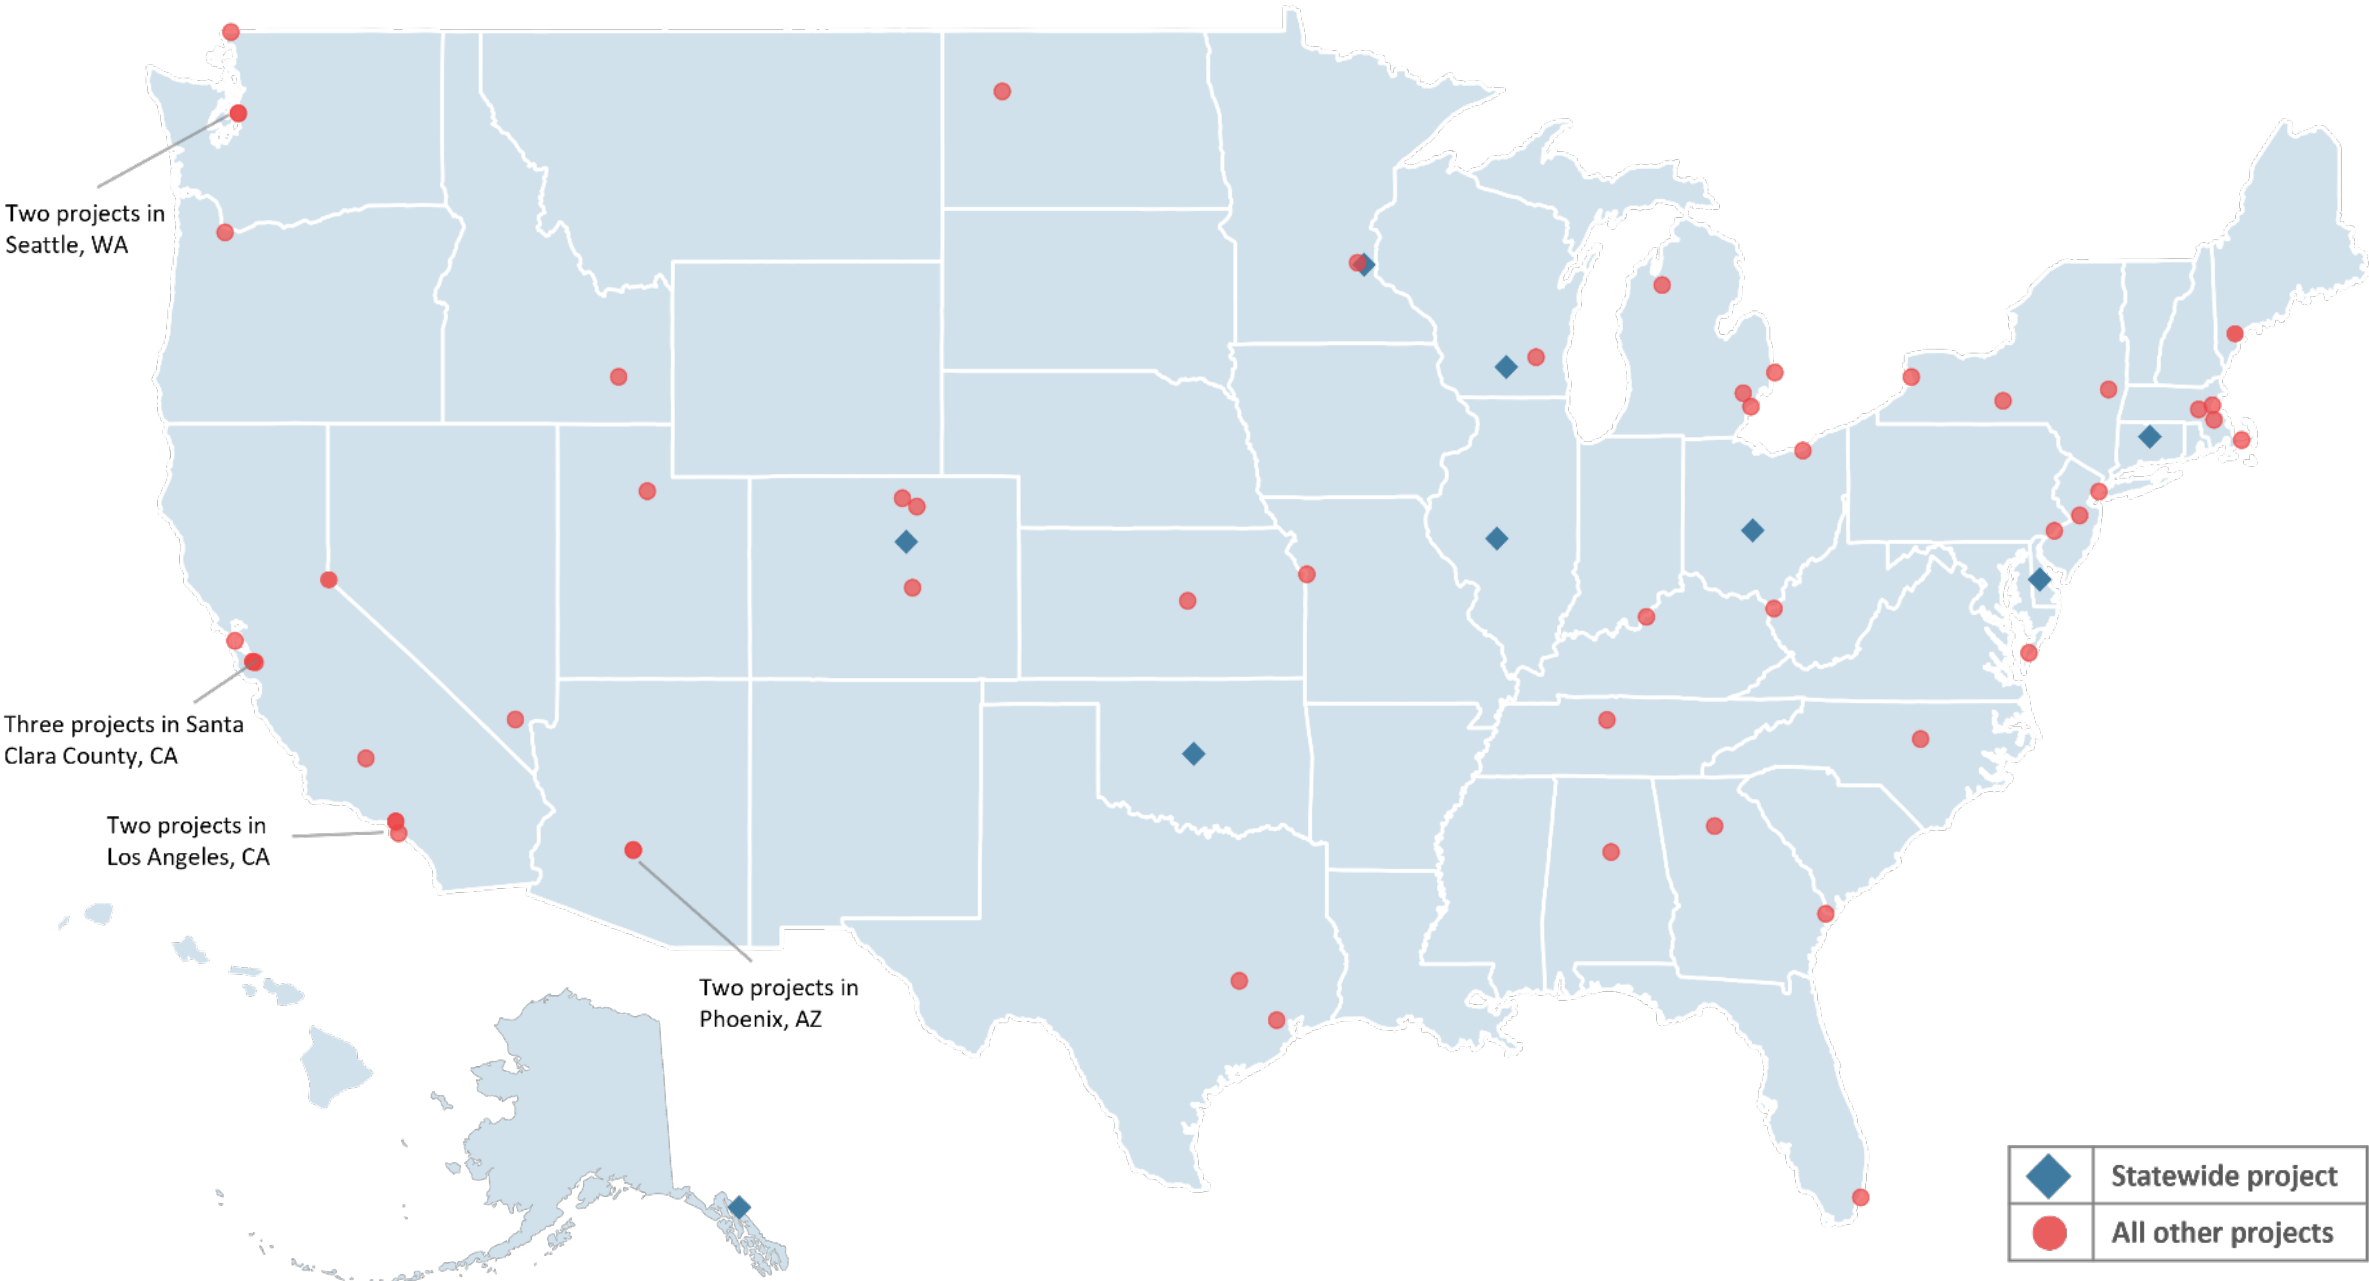 Two projects in
Seattle, WA
Three projects in Santa
Clara County, CA
Two projects in
Los Angeles, CA
Two projects in
Phoenix, AZ
Statewide project
All other projects